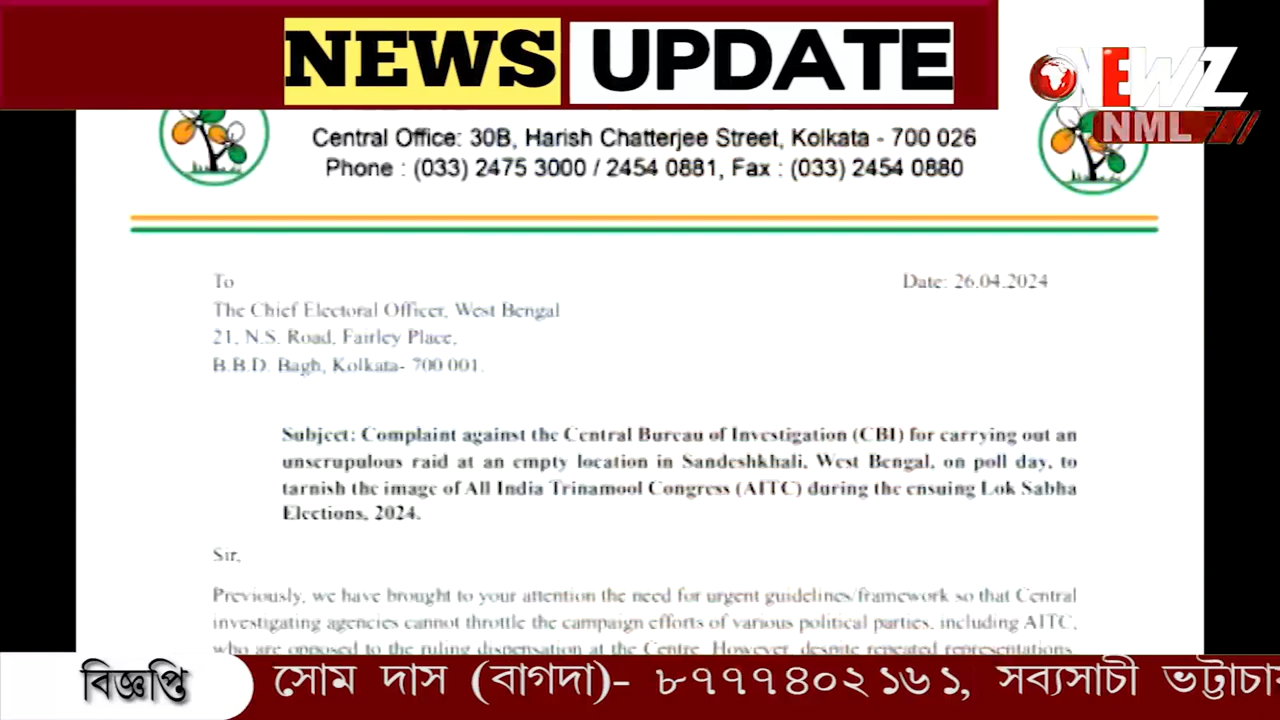 NEWS UPDATE
NEWZ
NML
Central Office: 30B, Harish Chatterjee Street, Kolkata - 700 026
Phone : (033) 2475 3000 / 2454 0881, Fax : (033) 2454 0880
To
Date: 26.04.2024
The Chief Electoral Officer, West Bengal
21, N.S. Road, Fairley Place,
B.B.D. Bagh, Kolkata- 700 001.
Subject: Complaint against the Central Bureau of Investigation (CBI) for carrying out an
unscrupulous raid at an empty location in Sandeshkhali, West Bengal, on poll day, to
tarnish the image of All India Trinamool Congress (AITC) during the ensuing Lok Sabha
Elections, 2024.
Sir,
Previously, we have brought to your attention the need for urgent guidelines/framework so that Central
investigating agencies cannot throttle the campaign efforts of various political parties, including AITC,
who are opposed to the ruling dispensation at the Centre. However, despite repeated representations,
বিজ্ঞপ্তি
সোম দাস (বাগদা)- ৮৭৭৭৪০২১৬১, সব্যসাচী ভট্টাচা